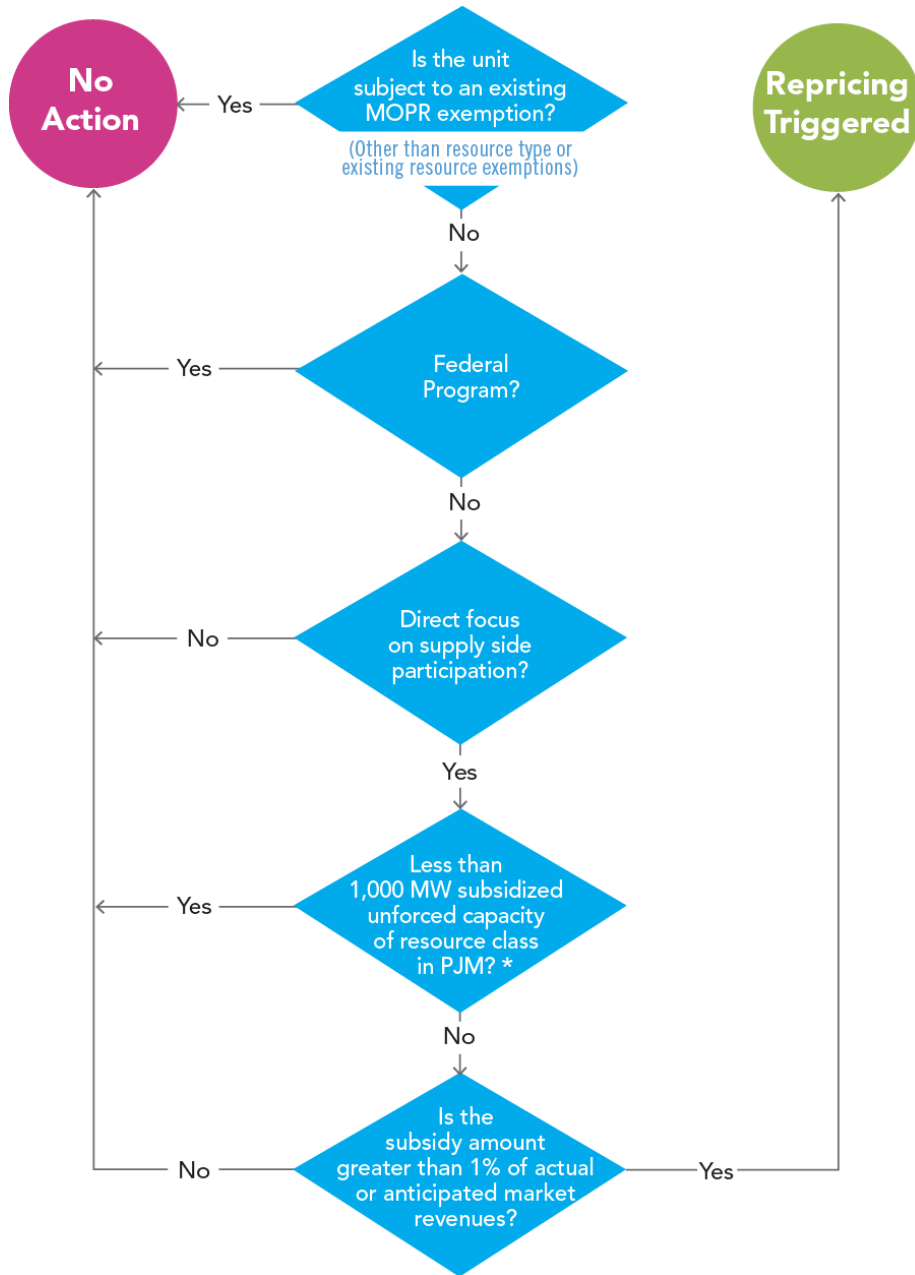 No
Action
Yes
Is the unit
subject to an existing
MOPR exemption?
(Other than resource type or
existing resource exemptions)
Repricing
Triggered
No
Yes
Federal
Program?
No
No
Direct focus
on supply side
participation?
Yes
Yes
Less than
1,000 MW subsidized
unforced capacity
of resource class
in PJM? *
No
No
Is the
subsidy amount
greater than 1% of actual
or anticipated market
revenues?
Yes